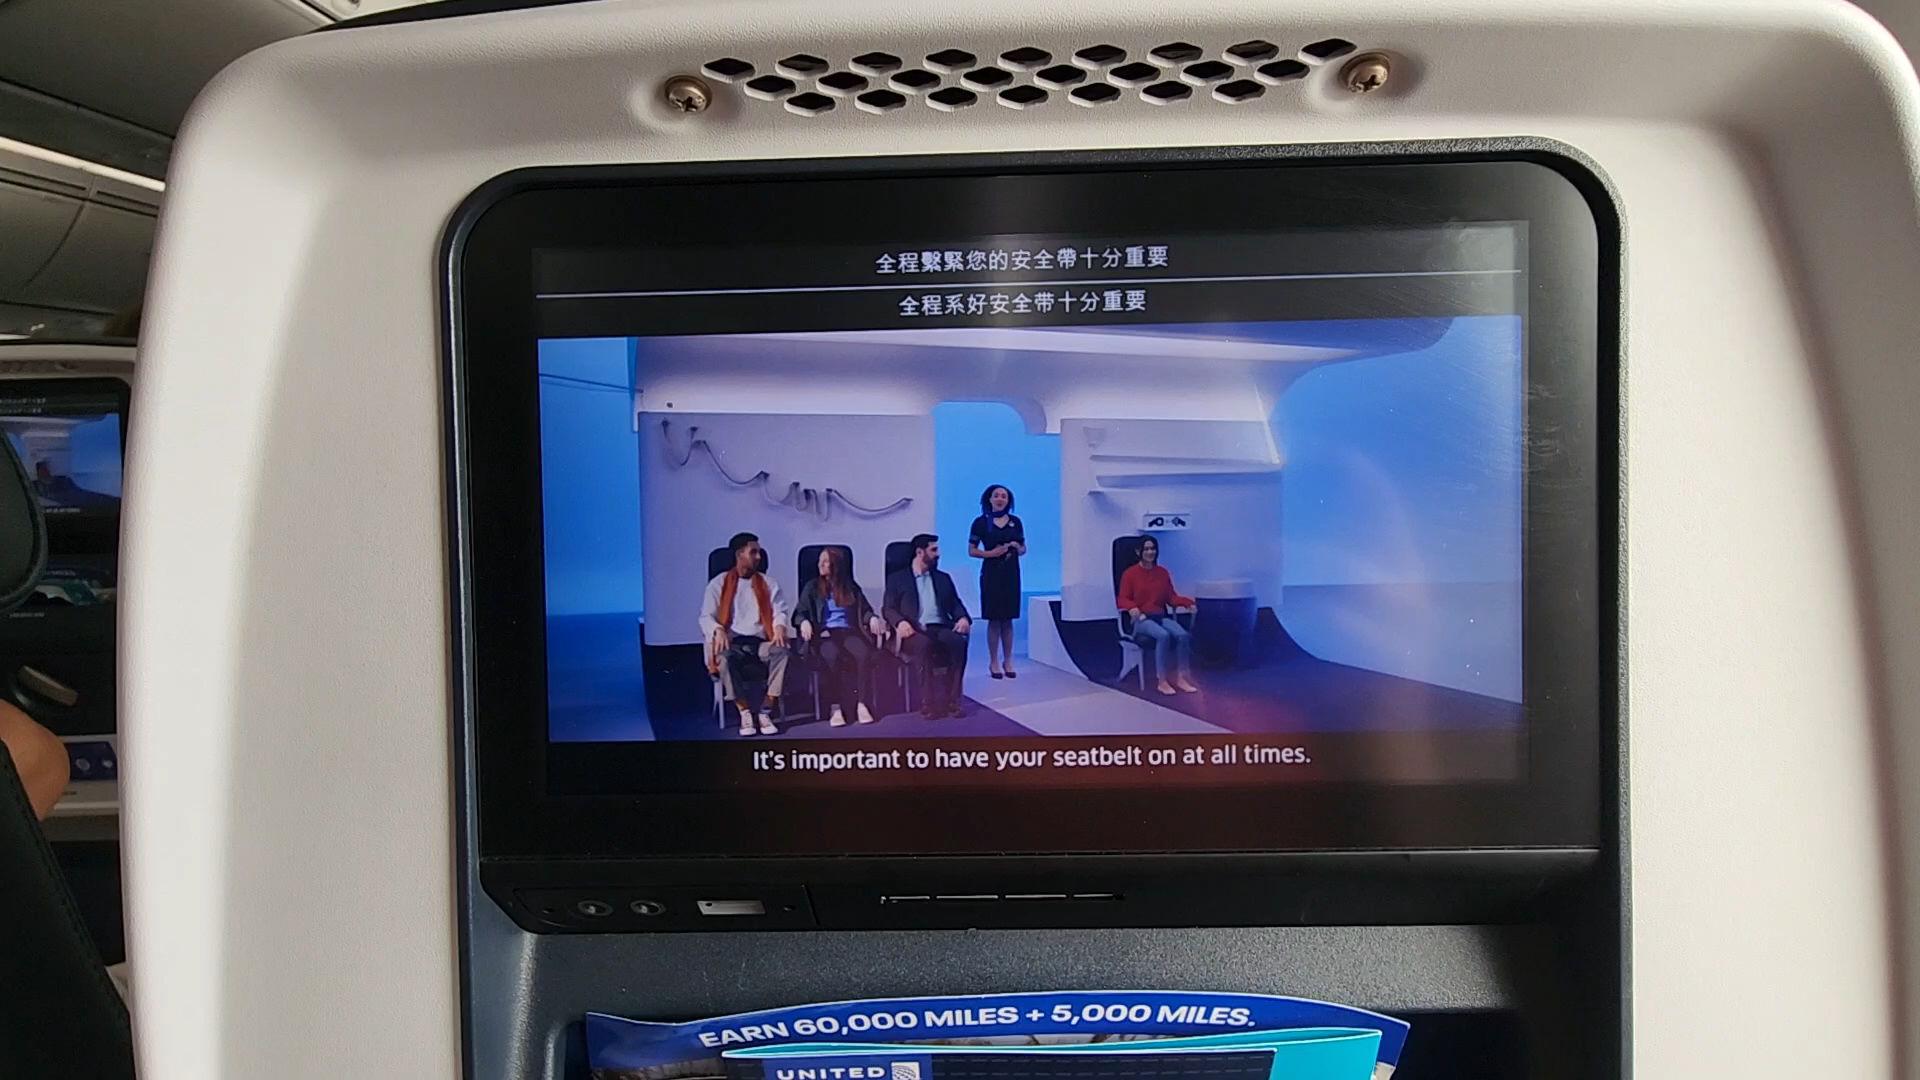 全程繫緊您的安全帶十分重要
全程系好安全带十分重要
It's important to have your seatbelt on at all times.
EARN 60,000 MILES + 5,000 MILES.
UNITED